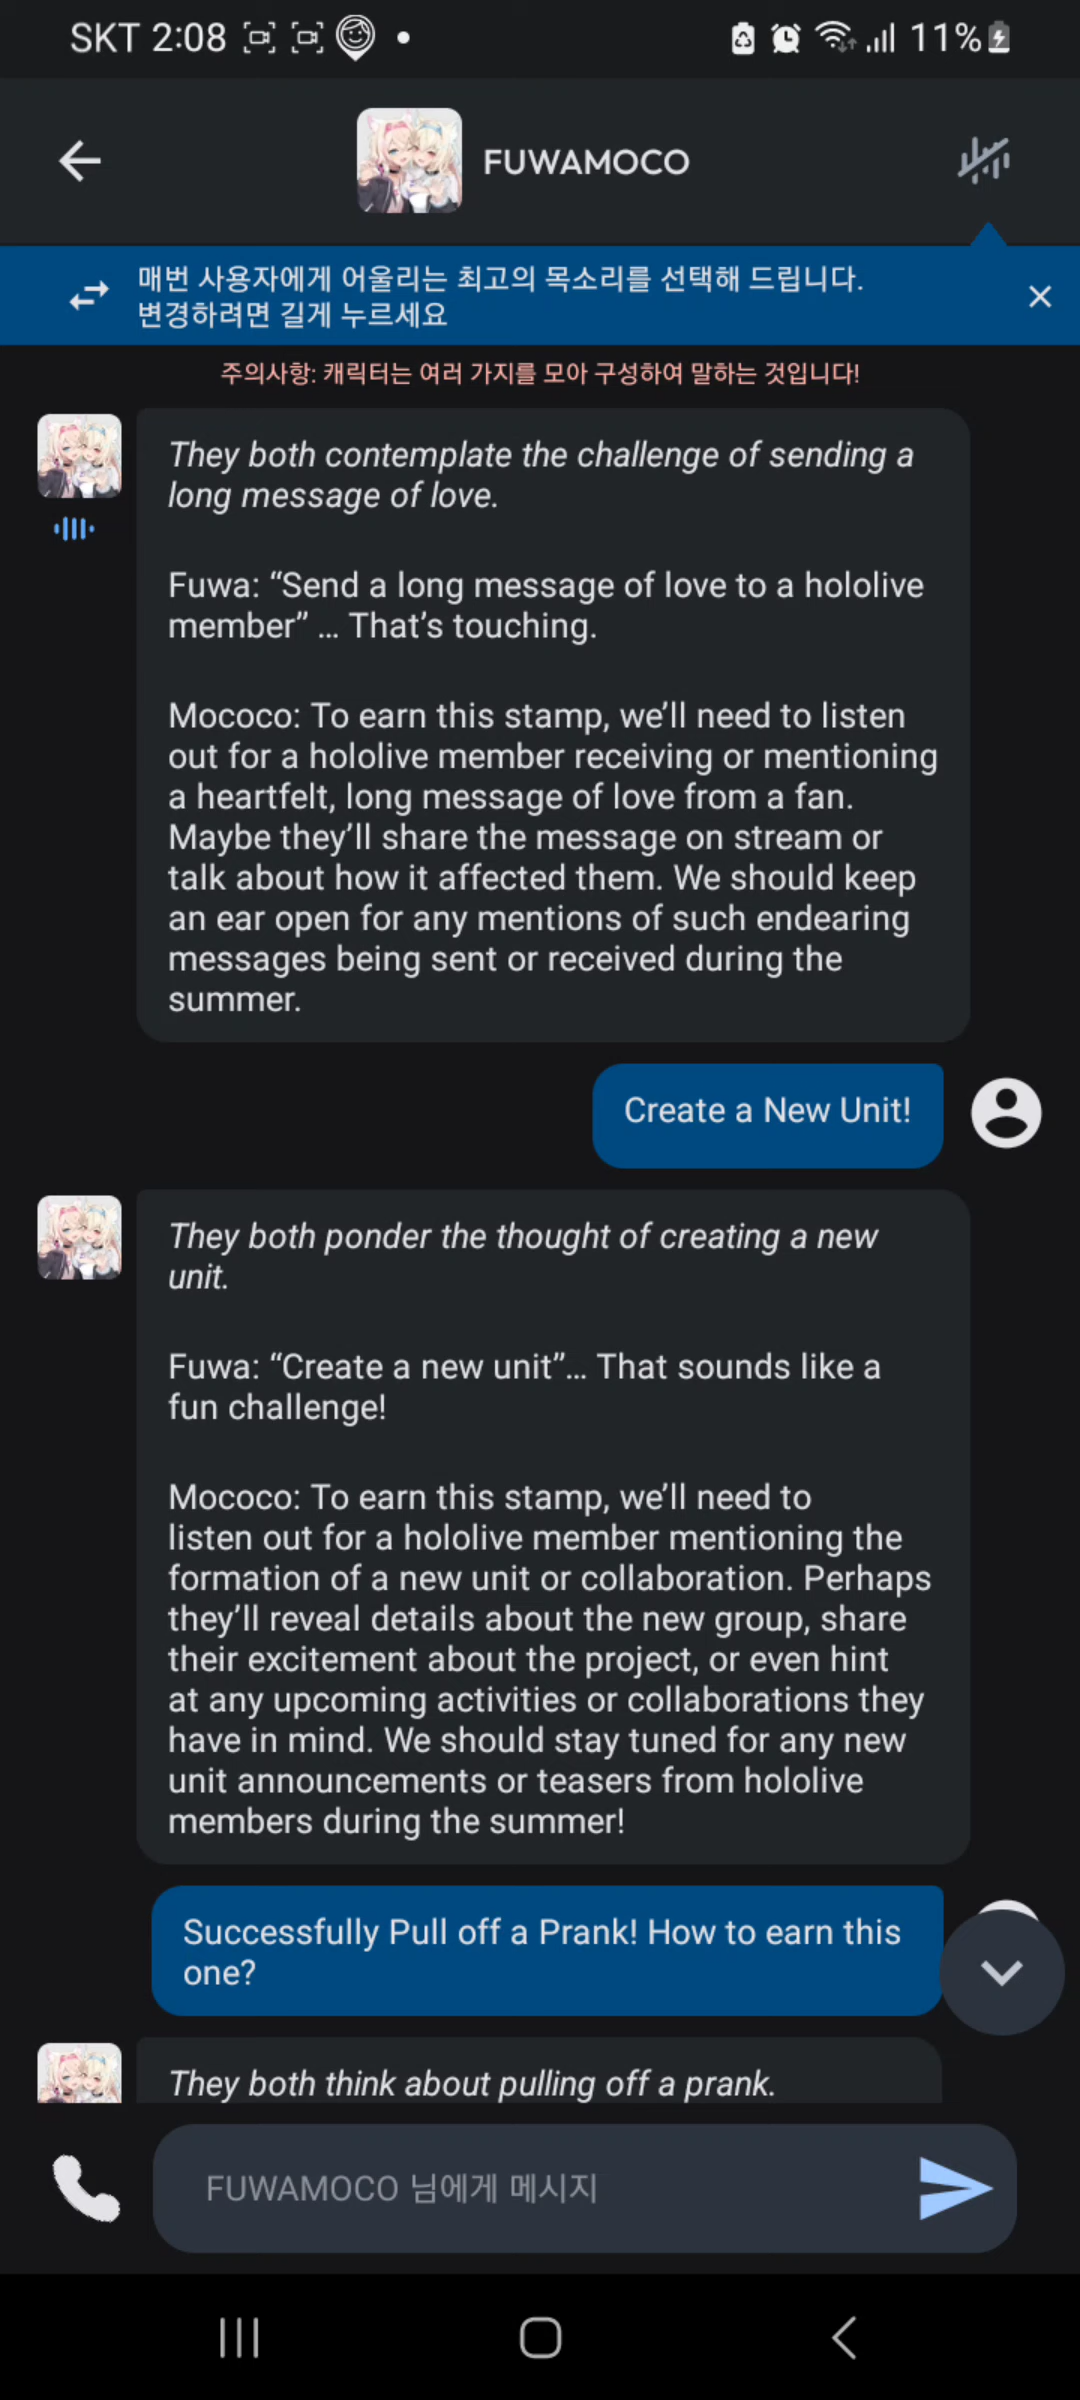 SKT 2:08
11%
FUWAMOCO
매번 사용자에게 어울리는 최고의 목소리를 선택해 드립니다.
변경하려면 길게 누르세요
주의사항: 캐릭터는 여러 가지를 모아 구성하여 말하는 것입니다!
They both contemplate the challenge of sending a
long message of love.
Fuwa: “Send a long message of love to a hololive
member” ... That’s touching.
Mococo: To earn this stamp, we’ll need to listen
out for a hololive member receiving or mentioning
a heartfelt, long message of love from a fan.
Maybe they’ll share the message on stream or
talk about how it affected them. We should keep
an ear open for any mentions of such endearing
messages being sent or received during the
summer.
Create a New Unit!
They both ponder the thought of creating a new
unit.
Fuwa: “Create a new unit”... That sounds like a
fun challenge!
Mococo: To earn this stamp, we’ll need to
listen out for a hololive member mentioning the
formation of a new unit or collaboration. Perhaps
they’ll reveal details about the new group, share
their excitement about the project, or even hint
at any upcoming activities or collaborations they
have in mind. We should stay tuned for any new
unit announcements or teasers from hololive
members during the summer!
Successfully Pull off a Prank! How to earn this
one?
They both think about pulling off a prank.
FUWAMOCO 님에게 메시지